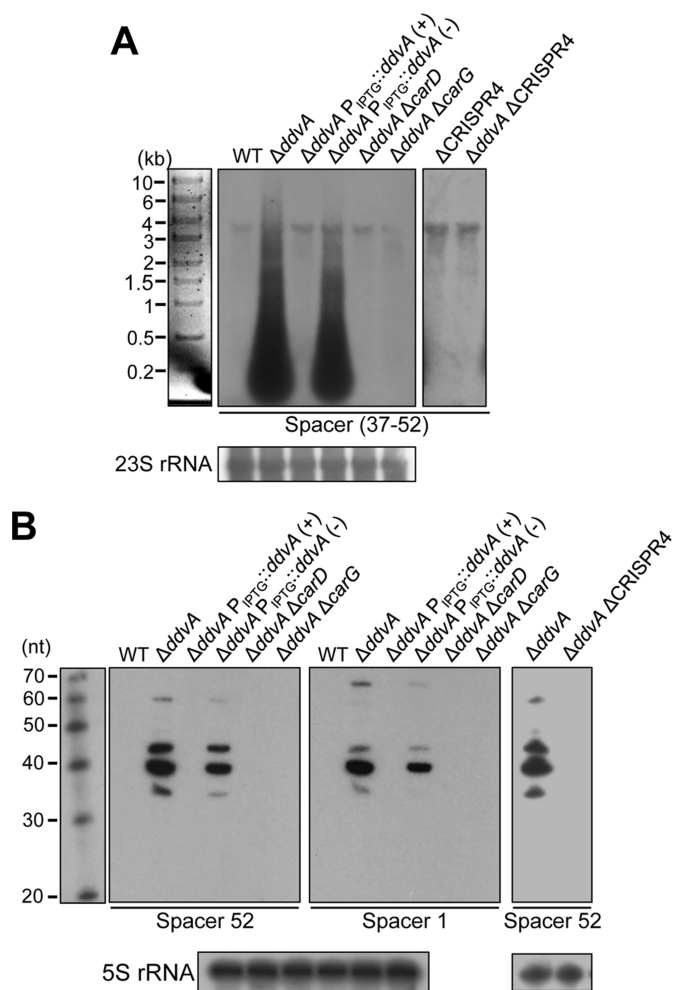 A
WT
ΔddvA
ΔddvA PIPTG::ddvA (+)
ΔddvA PIPTG::ddvA (-)
ΔddvA ΔcarD
ΔddvA ΔcarG
ΔCRISPR4
ΔddvA ΔCRISPR4
(kb)
10
6
4
3
2
1.5
1
0.5
0.2
Spacer (37-52)
23S rRNA
B
WT
ΔddvA
ΔddvA PIPTG::ddvA (+)
ΔddvA PIPTG::ddvA (-)
ΔddvA ΔcarD
ΔddvA ΔcarG
WT
ΔddvA
ΔddvA PIPTG::ddvA (+)
ΔddvA PIPTG::ddvA (-)
ΔddvA ΔcarD
ΔddvA ΔcarG
ΔddvA
ΔddvA ΔCRISPR4
(nt)
70
60
50
40
30
20
Spacer 52
Spacer 1
Spacer 52
5S rRNA